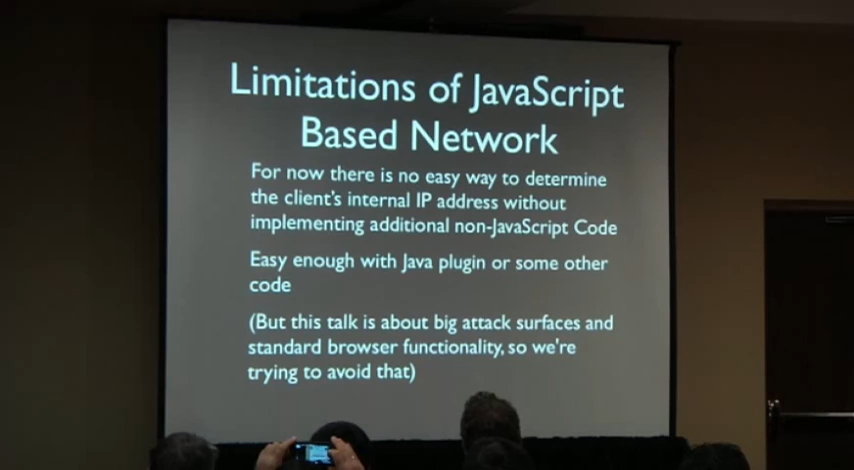 Limitations of JavaScript
Based Network
For now there is no easy way to determine
the client's internal IP address without
implementing additional non-JavaScript Code
Easy enough with Java plugin or some other
code
(But this talk is about big attack surfaces and
standard browser functionality, so we're
trying to avoid that)